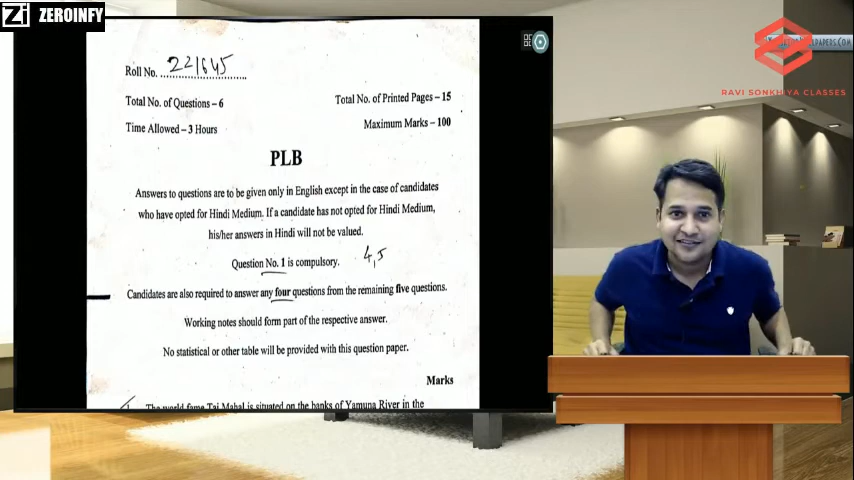 Zi ZEROINFY
RAVI SONKHIYA CLASSES
Roll No. 221645
Total No. of Questions – 6
Total No. of Printed Pages – 15
Time Allowed – 3 Hours
Maximum Marks – 100
PLB
Answers to questions are to be given only in English except in the case of candidates
who have opted for Hindi Medium. If a candidate has not opted for Hindi Medium,
his/her answers in Hindi will not be valued.
Question No. 1 is compulsory.
4,5
Candidates are also required to answer any four questions from the remaining five questions.
Working notes should form part of the respective answer.
No statistical or other table will be provided with this question paper.
Marks
The world fame Taj Mahal is situated on the banks of Yamuna River in the